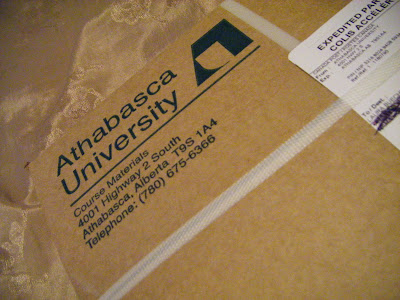 Athabasca
University
Course Materials
4001 Highway 2 South
Athabasca, Alberta T9S 1A4
Telephone: (780) 675-6366
EXPEDITED PAR
COLIS ACCELER